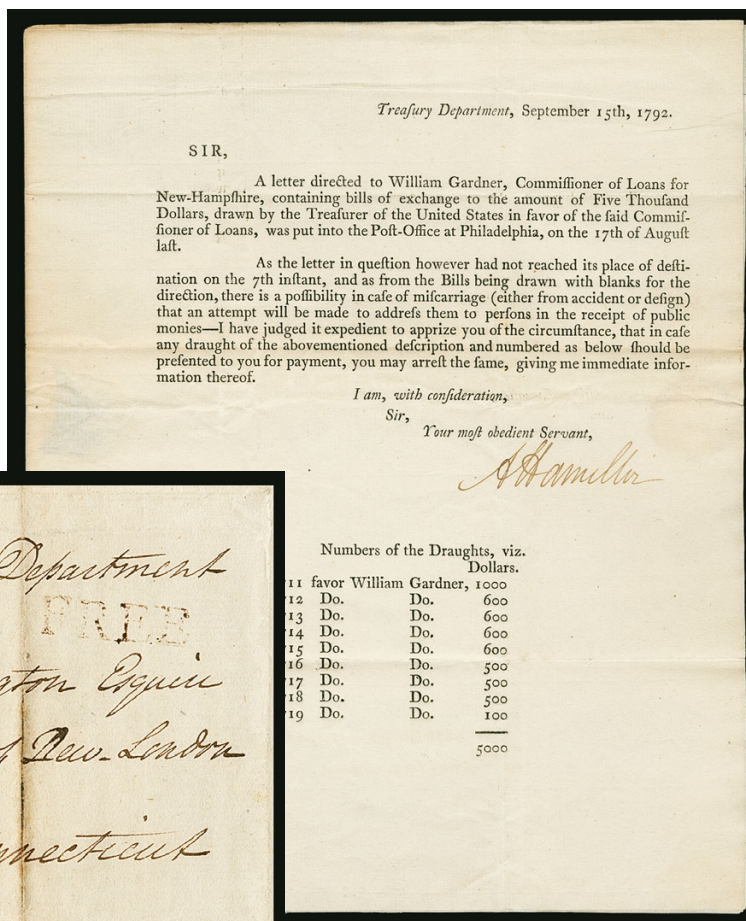 Treaſury Department, September 15th, 1792.
SIR,
A letter directed to William Gardner, Commiſſioner of Loans for
New-Hampſhire, containing bills of exchange to the amount of Five Thouſand
Dollars, drawn by the Treaſurer of the United States in favor of the ſaid Commiſ-
ſioner of Loans, was put into the Poſt-Office at Philadelphia, on the 17th of Auguſt
laſt.
As the letter in queſtion however had not reached its place of deſti-
nation on the 7th inſtant, and as from the Bills being drawn with blanks for the
direction, there is a poſſibility in caſe of miſcarriage (either from accident or deſign)
that an attempt will be made to addreſs them to perſons in the receipt of public
monies—I have judged it expedient to apprize you of the circumſtance, that in caſe
any draught of the abovementioned deſcription and numbered as below ſhould be
preſented to you for payment, you may arreſt the ſame, giving me immediate infor-
mation thereof.
I am, with conſideration,
Sir,
Your moſt obedient Servant,
A Hamilton
Numbers of the Draughts, viz.
Dollars.
11 favor William Gardner, 1000
12 Do. Do. 600
13 Do. Do. 600
14 Do. Do. 600
15 Do. Do. 600
16 Do. Do. 500
17 Do. Do. 500
18 Do. Do. 500
19 Do. Do. 100
5000
Department
FREE
gton Esquire
New-London
necticut